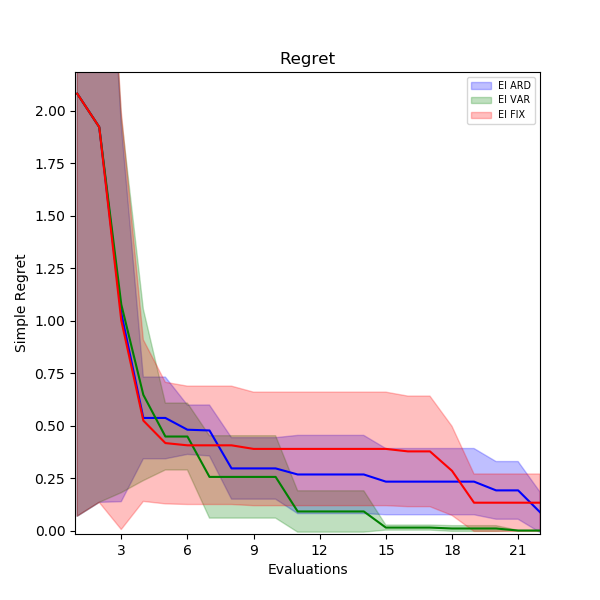 Regret
EI ARD
EI VAR
EI FIX
2.00
1.75
1.50
1.25
1.00
0.75
0.50
0.25
0.00
Simple Regret
3 6 9 12 15 18 21
Evaluations